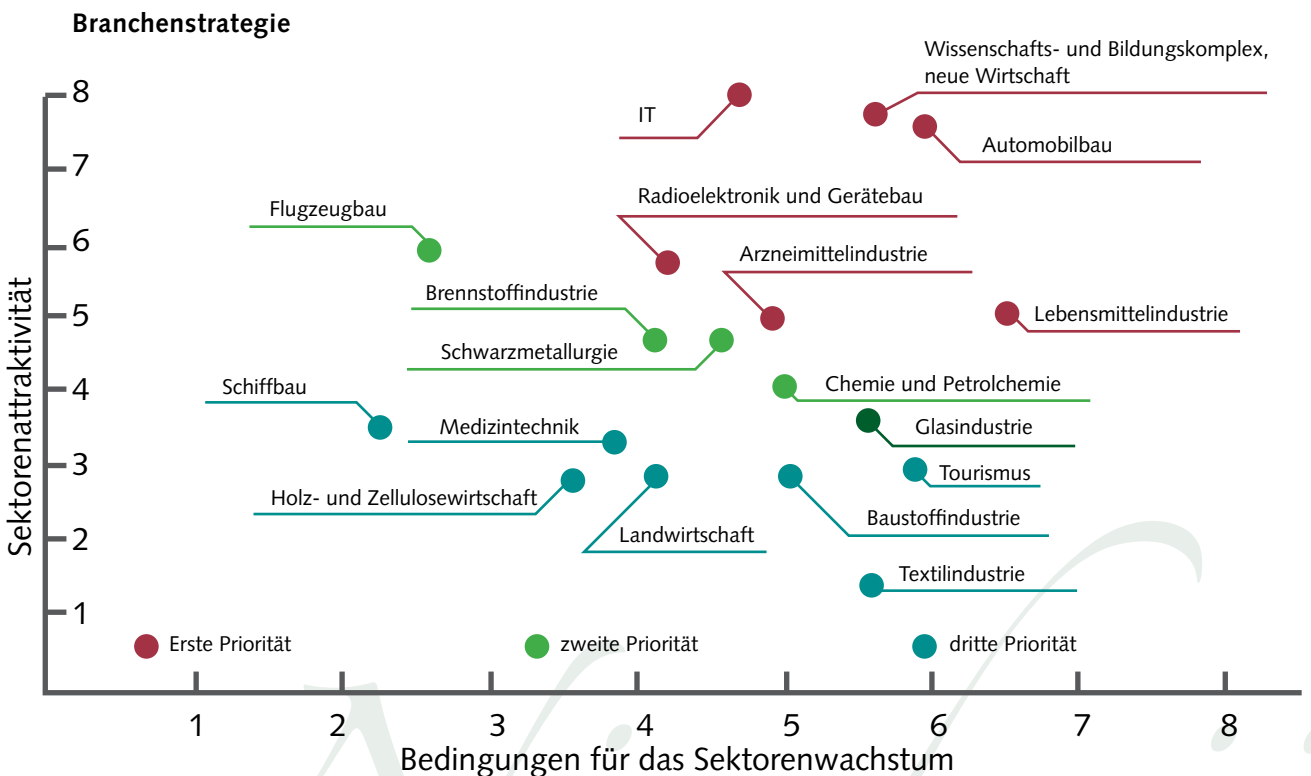 Branchenstrategie
Wissenschafts- und Bildungskomplex,
neue Wirtschaft
IT
Automobilbau
Radioelektronik und Gerätebau
Flugzeugbau
Arzneimittelindustrie
Brennstoffindustrie
Lebensmittelindustrie
Schwarzmetallurgie
Chemie und Petrolchemie
Schiffbau
Medizintechnik
Glasindustrie
Tourismus
Holz- und Zellulosewirtschaft
Baustoffindustrie
Landwirtschaft
Textilindustrie
Erste Priorität
zweite Priorität
dritte Priorität
Sektorenattraktivität
8
7
6
5
4
3
2
1
1 2 3 4 5 6 7 8
Bedingungen für das Sektorenwachstum